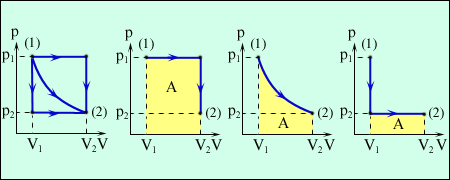 p p p p
(1) (1) (1) (1)
p₁ p₁ p₁ p₁
A
p₂ (2) p₂ (2) p₂ A (2) p₂ A (2)
V₁ V₂ V V₁ V₂ V V₁ V₂ V V₁ V₂ V